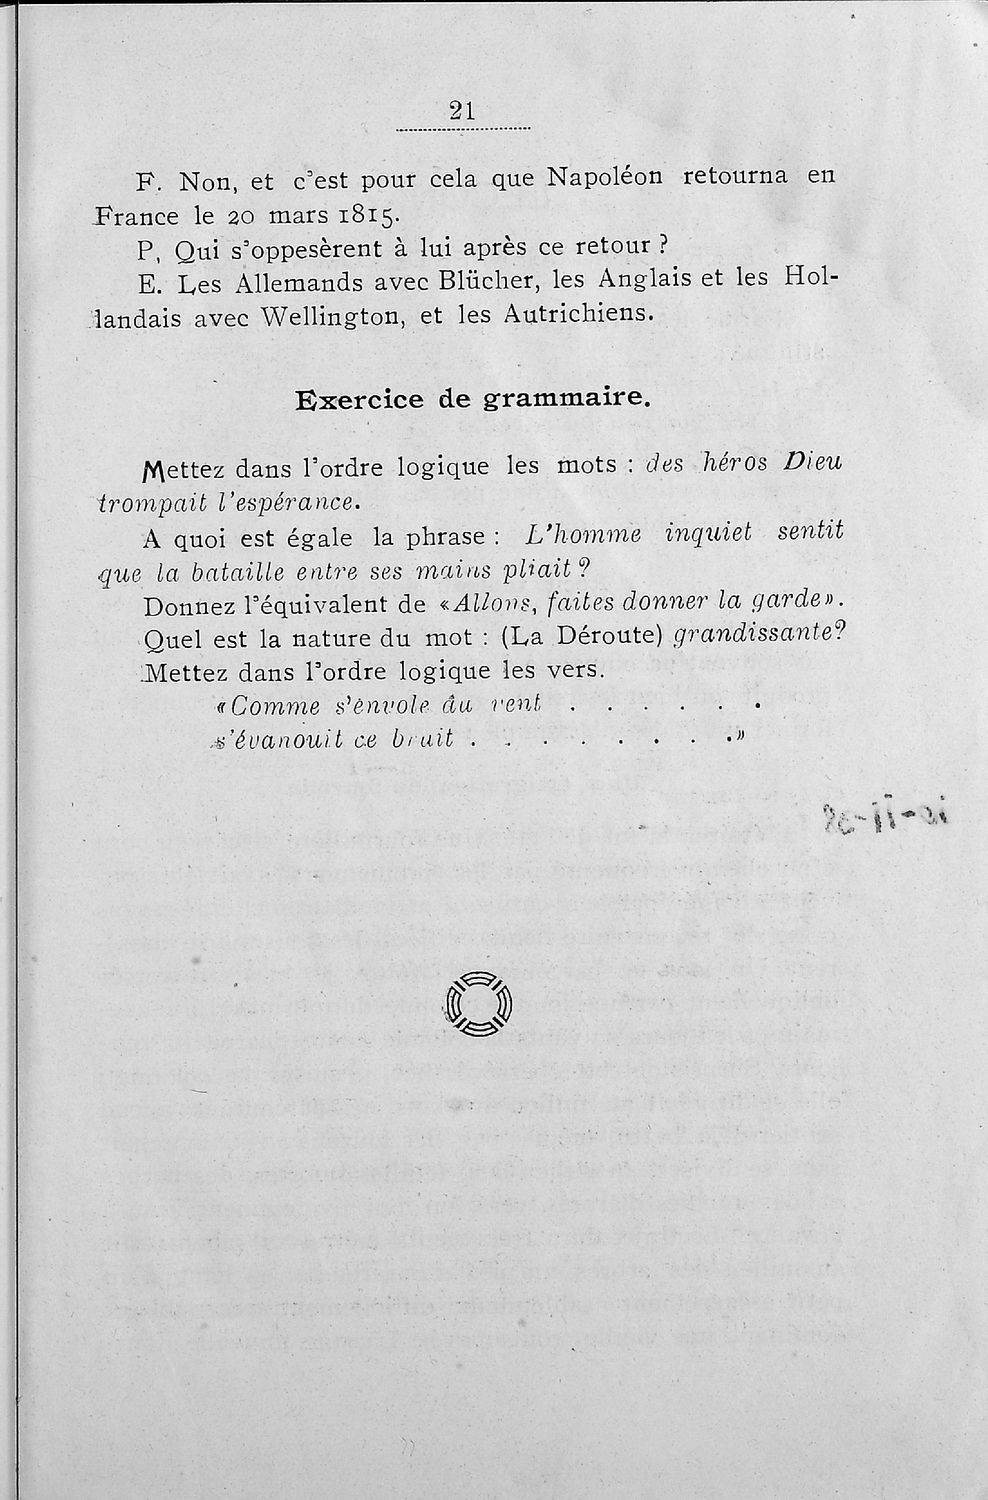 21
F. Non, et c'est pour cela que Napoléon retourna en
France le 20 mars 1815.
P, Qui s'oppesèrent à lui après ce retour ?
E. Les Allemands avec Blücher, les Anglais et les Hol-
landais avec Wellington, et les Autrichiens.
Exercice de grammaire.
Mettez dans l'ordre logique les mots : des héros Dieu
trompait l'espérance.
A quoi est égale la phrase : L'homme inquiet sentit
que la bataille entre ses mains pliait ?
Donnez l'équivalent de «Allons, faites donner la garde».
Quel est la nature du mot : (La Déroute) grandissante?
Mettez dans l'ordre logique les vers.
«Comme s'énvole au vent . . . . . .
s'évanouit ce bruit . . . . . . . .»